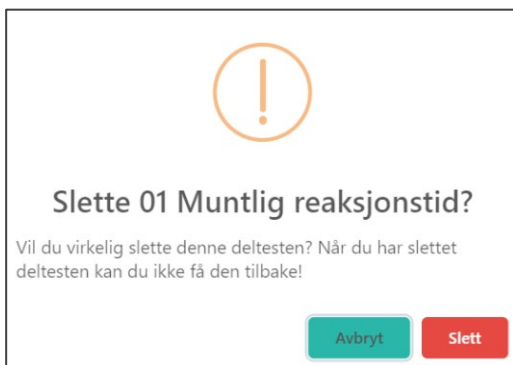 Slette 01 Muntlig reaksjonstid?
Vil du virkelig slette denne deltesten? Når du har slettet
deltesten kan du ikke få den tilbake!
Avbryt
Slett